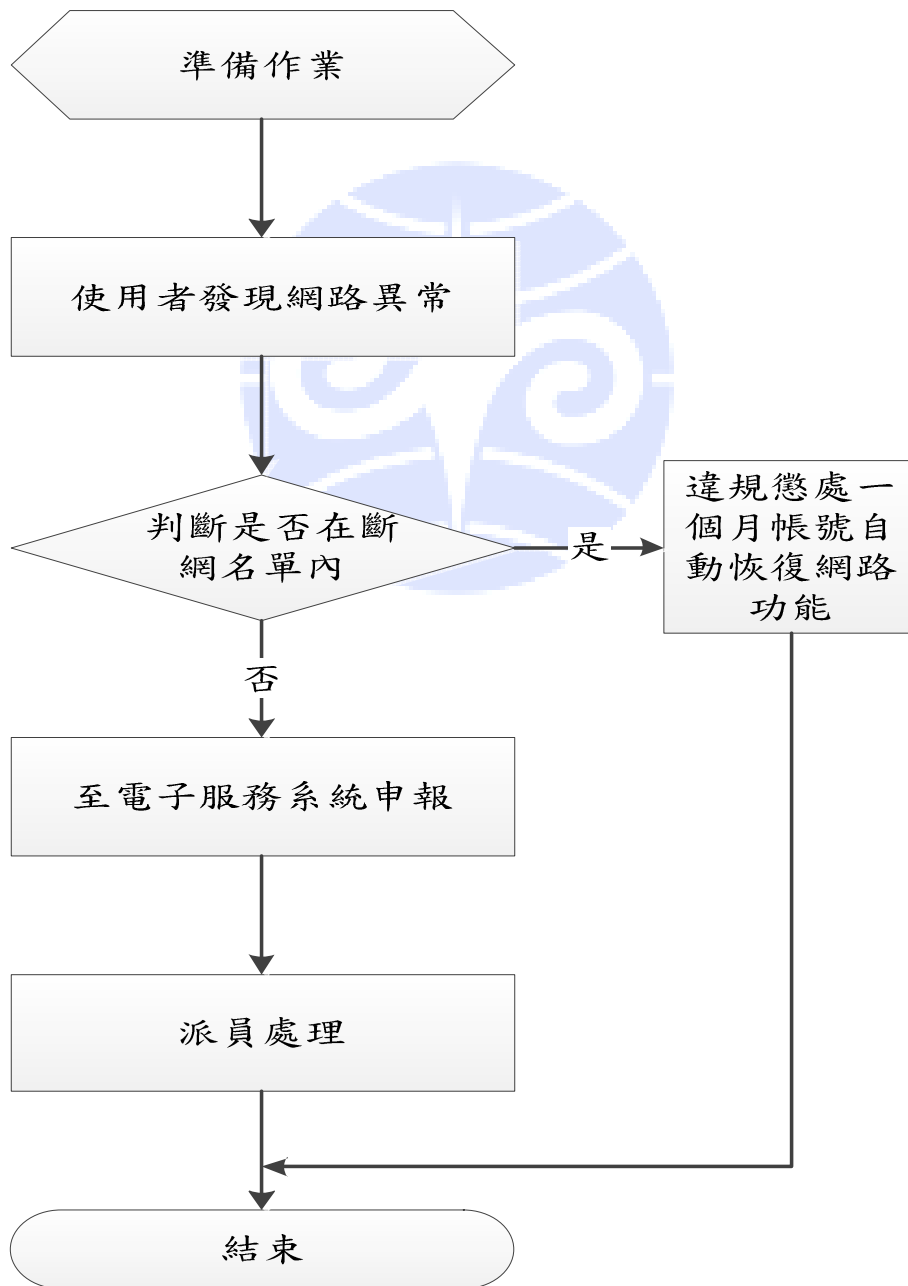 準備作業
使用者發現網路異常
判斷是否在斷
網名單內
是
違規懲處一
個月帳號自
動恢復網路
功能
否
至電子服務系統申報
派員處理
結束